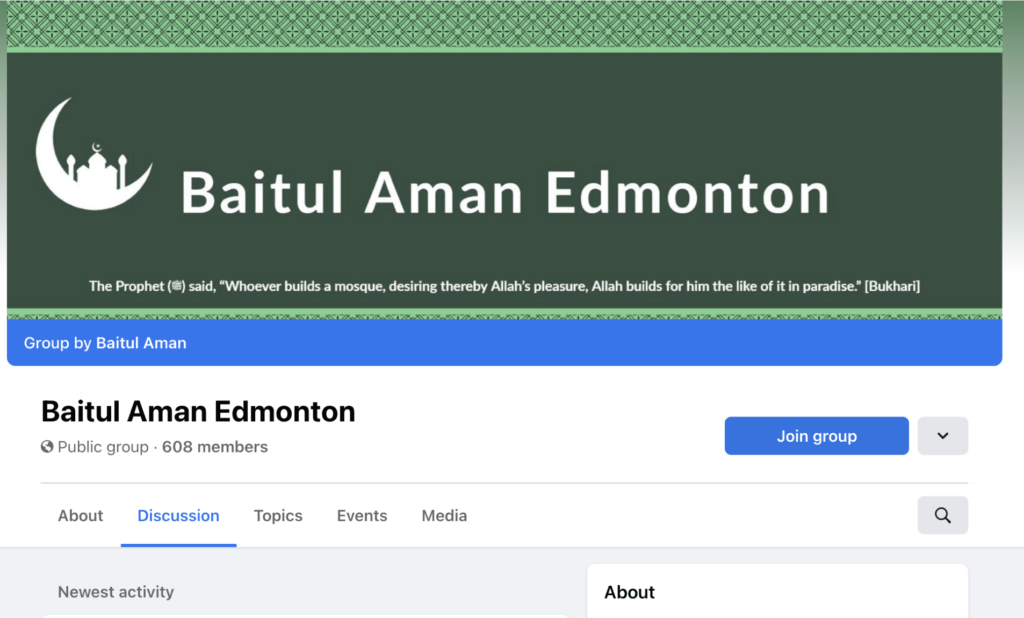 Baitul Aman Edmonton
The Prophet (ﷺ) said, “Whoever builds a mosque, desiring thereby Allah’s pleasure, Allah builds for him the like of it in paradise.” [Bukhari]
Group by Baitul Aman
Baitul Aman Edmonton
Public group · 608 members
Join group
About Discussion Topics Events Media
Newest activity
About